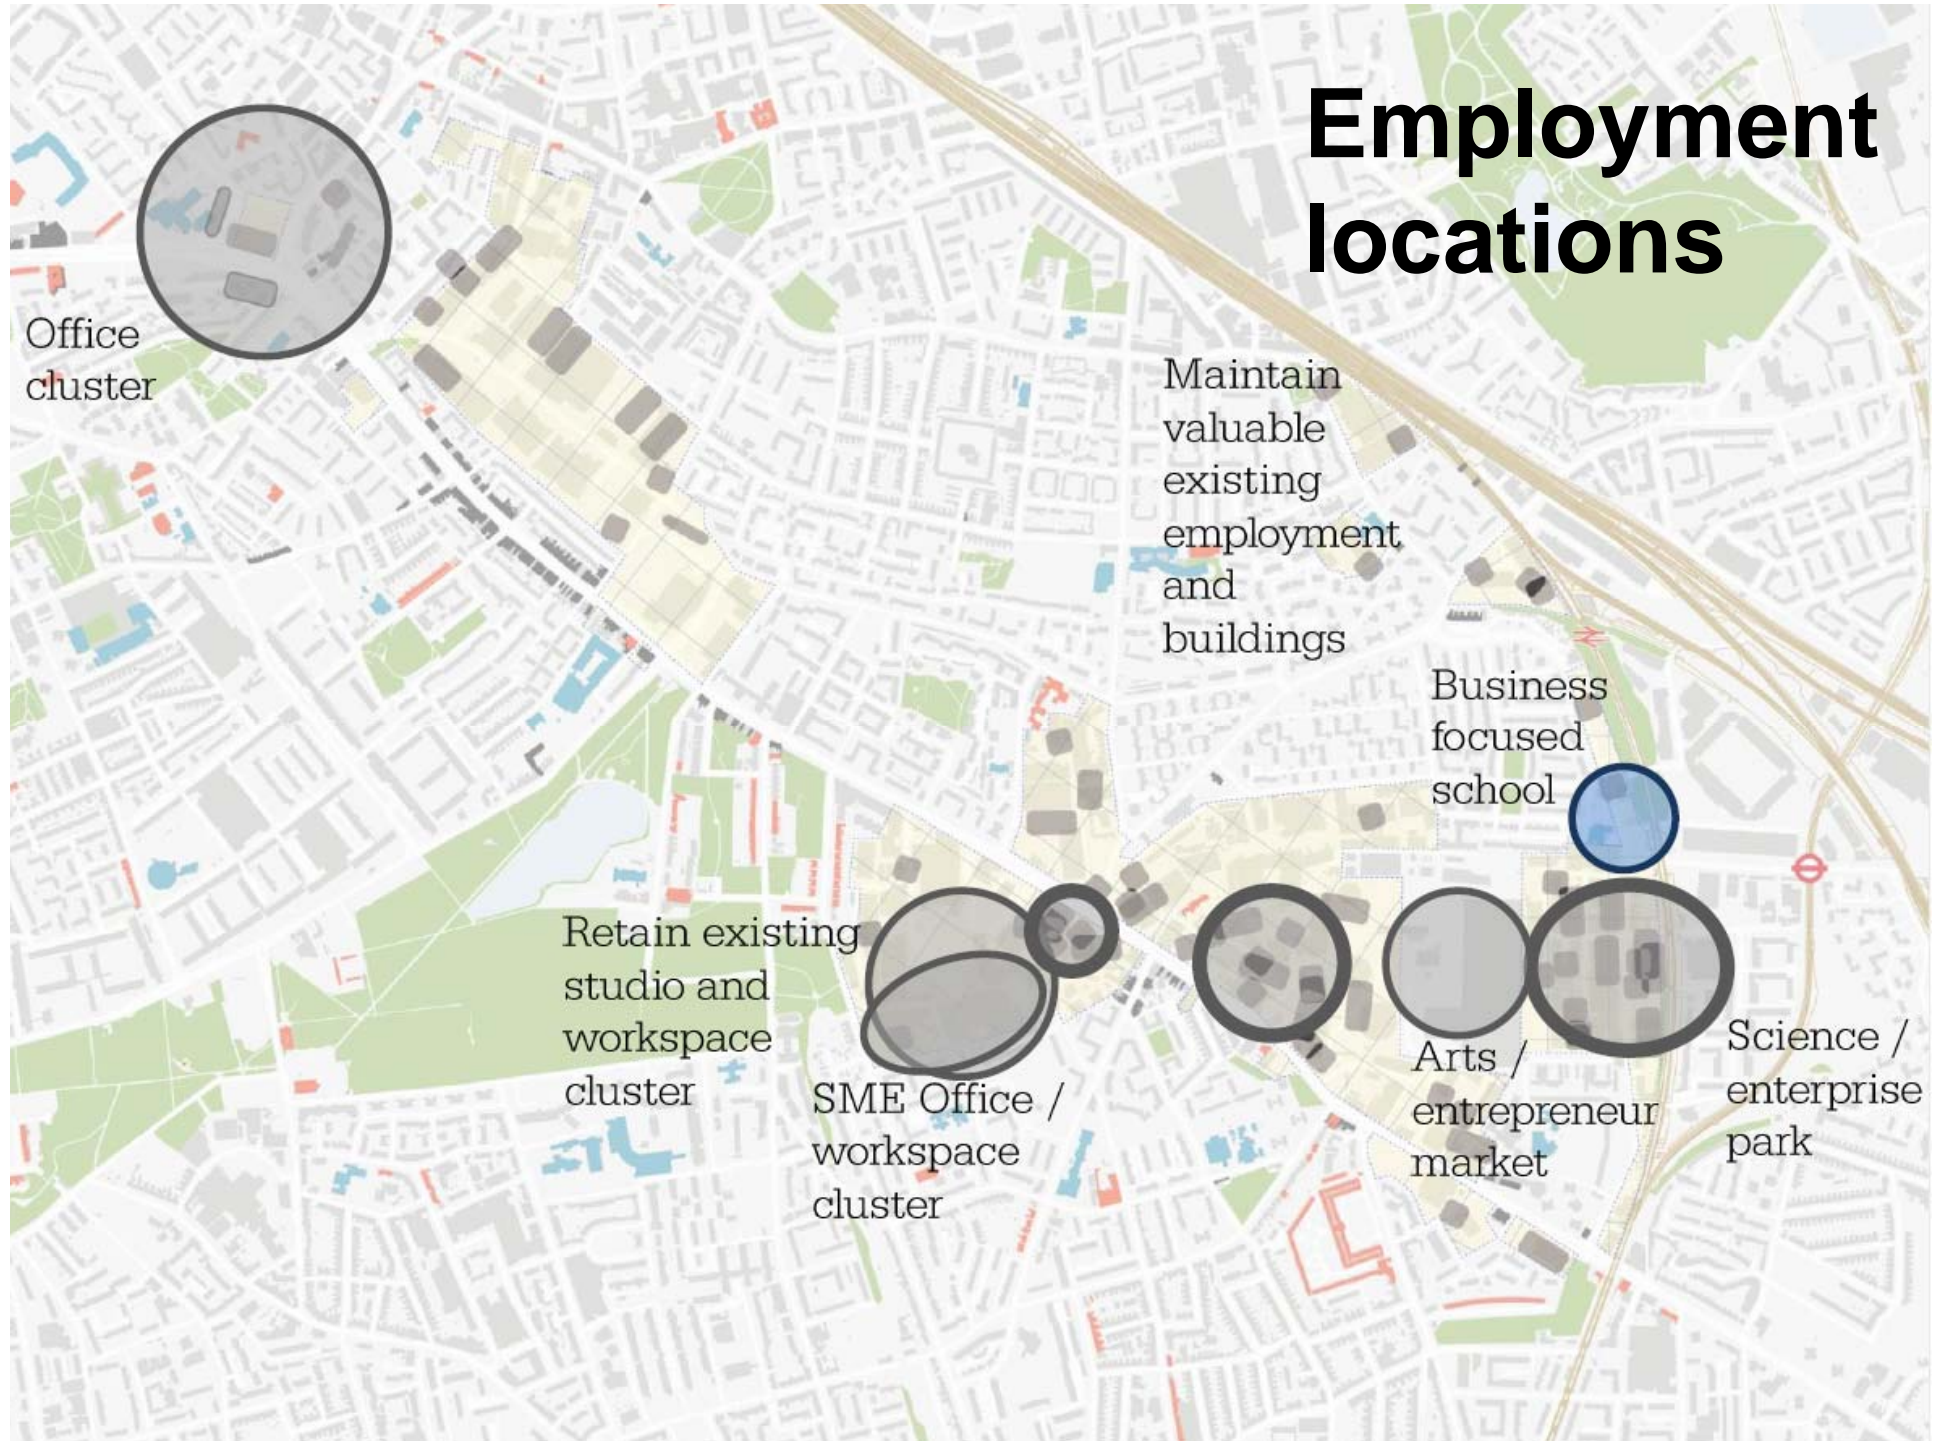 Employment
locations
Office
cluster
Maintain
valuable
existing
employment
and
buildings
Business
focused
school
Retain existing
studio and
workspace
cluster
SME Office /
workspace
cluster
Arts /
entrepreneur
market
Science /
enterprise
park